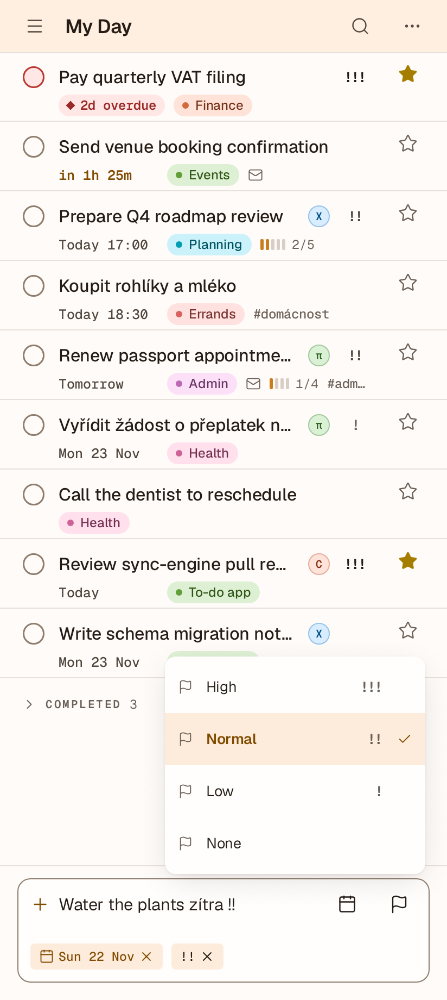 My Day
Pay quarterly VAT filing !!!
2d overdue Finance
Send venue booking confirmation
in 1h 25m Events
Prepare Q4 roadmap review X !!
Today 17:00 Planning 2/5
Koupit rohlíky a mléko
Today 18:30 Errands #domácnost
Renew passport appointme… π !!
Tomorrow Admin 1/4 #adm…
Vyřídit žádost o přeplatek n… π !
Mon 23 Nov Health
Call the dentist to reschedule
Health
Review sync-engine pull re… C !!!
Today To-do app
Write schema migration not… X
Mon 23 Nov
High !!!
COMPLETED 3
Normal !!
Low !
None
Water the plants zítra !!
Sun 22 Nov !!